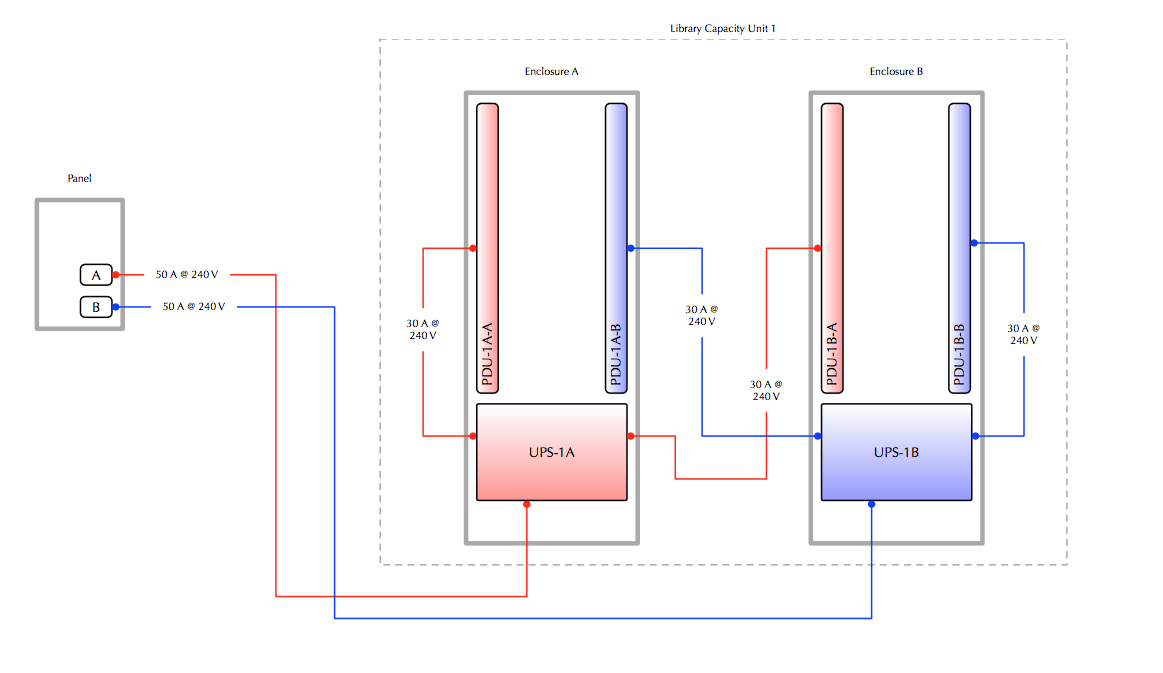 Library Capacity Unit 1
Enclosure A
Enclosure B
Panel
A
50 A @ 240 V
B
50 A @ 240 V
30 A @
240 V
PDU-1A-A
PDU-1A-B
30 A @
240 V
30 A @
240 V
PDU-1B-A
PDU-1B-B
30 A @
240 V
UPS-1A
UPS-1B